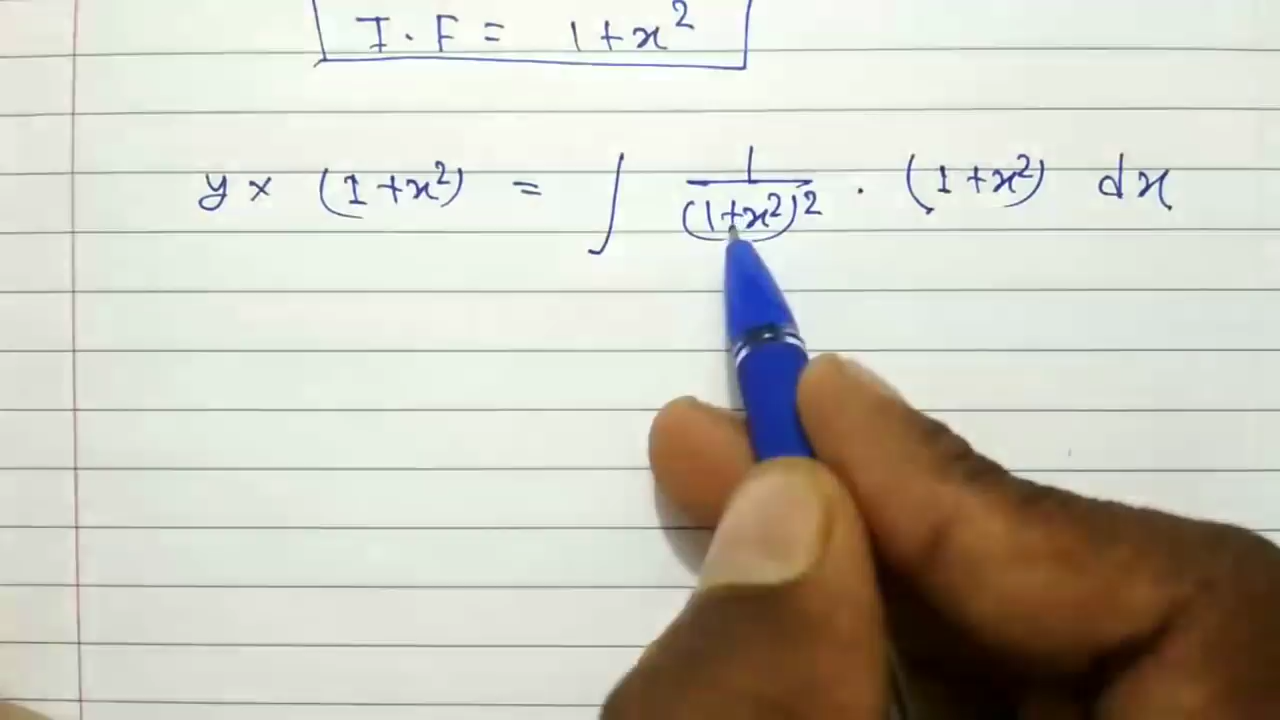 I.F = 1+x²
y × (1+x²) = ∫ 1/(1+x²)² · (1+x²) dx